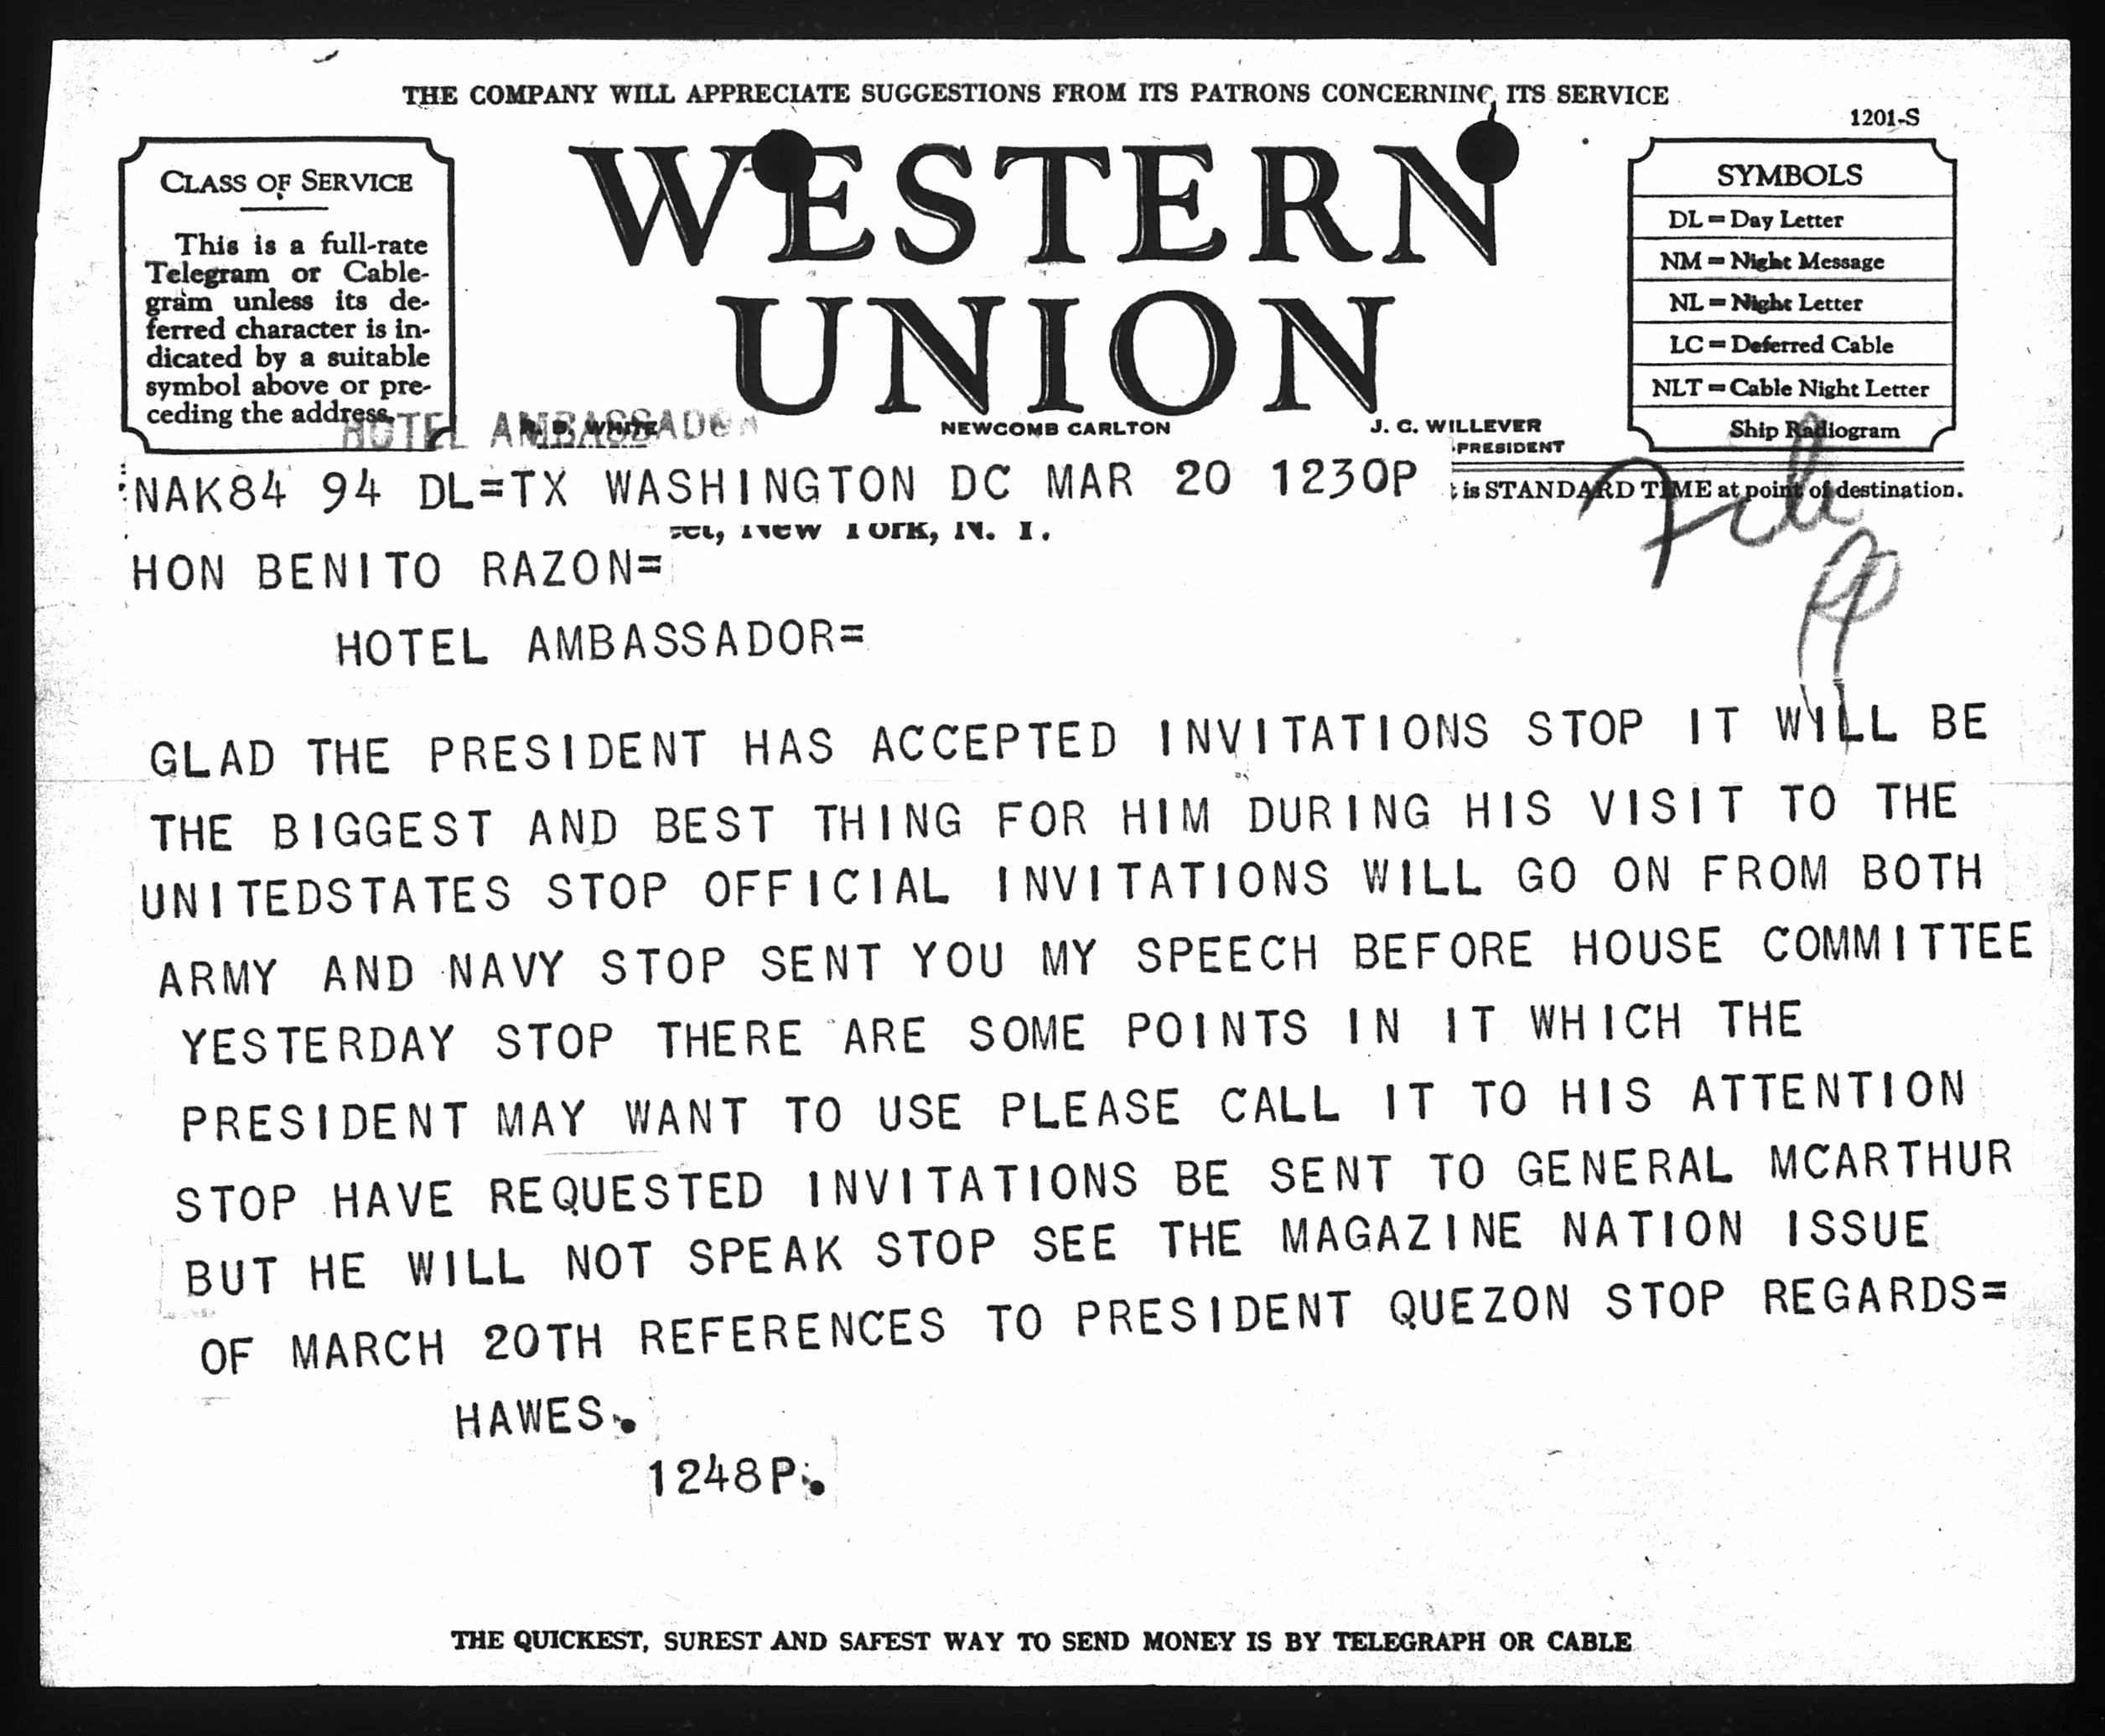 THE COMPANY WILL APPRECIATE SUGGESTIONS FROM ITS PATRONS CONCERNING ITS SERVICE
1201-S
CLASS OF SERVICE
This is a full-rate
Telegram or Cable-
gram unless its de-
ferred character is in-
dicated by a suitable
symbol above or pre-
ceding the address.
WESTERN
UNION
SYMBOLS
DL = Day Letter
NM = Night Message
NL = Night Letter
LC = Deferred Cable
NLT = Cable Night Letter
Ship Radiogram
HOTEL AMBASSADOR
NEWCOMB CARLTON
J. C. WILLEVER
PRESIDENT
NAK84 94 DL=TX WASHINGTON DC MAR 20 1230P
is STANDARD TIME at point of destination.
New York, N. Y.
HON BENITO RAZON=
HOTEL AMBASSADOR=
GLAD THE PRESIDENT HAS ACCEPTED INVITATIONS STOP IT WILL BE
THE BIGGEST AND BEST THING FOR HIM DURING HIS VISIT TO THE
UNITEDSTATES STOP OFFICIAL INVITATIONS WILL GO ON FROM BOTH
ARMY AND NAVY STOP SENT YOU MY SPEECH BEFORE HOUSE COMMITTEE
YESTERDAY STOP THERE ARE SOME POINTS IN IT WHICH THE
PRESIDENT MAY WANT TO USE PLEASE CALL IT TO HIS ATTENTION
STOP HAVE REQUESTED INVITATIONS BE SENT TO GENERAL MCARTHUR
BUT HE WILL NOT SPEAK STOP SEE THE MAGAZINE NATION ISSUE
OF MARCH 20TH REFERENCES TO PRESIDENT QUEZON STOP REGARDS=
HAWES.
1248P.
THE QUICKEST, SUREST AND SAFEST WAY TO SEND MONEY IS BY TELEGRAPH OR CABLE